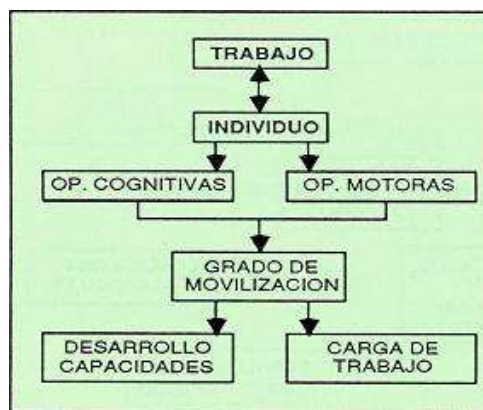 TRABAJO
INDIVIDUO
OP. COGNITIVAS
OP. MOTORAS
GRADO DE
MOVILIZACION
DESARROLLO
CAPACIDADES
CARGA DE
TRABAJO